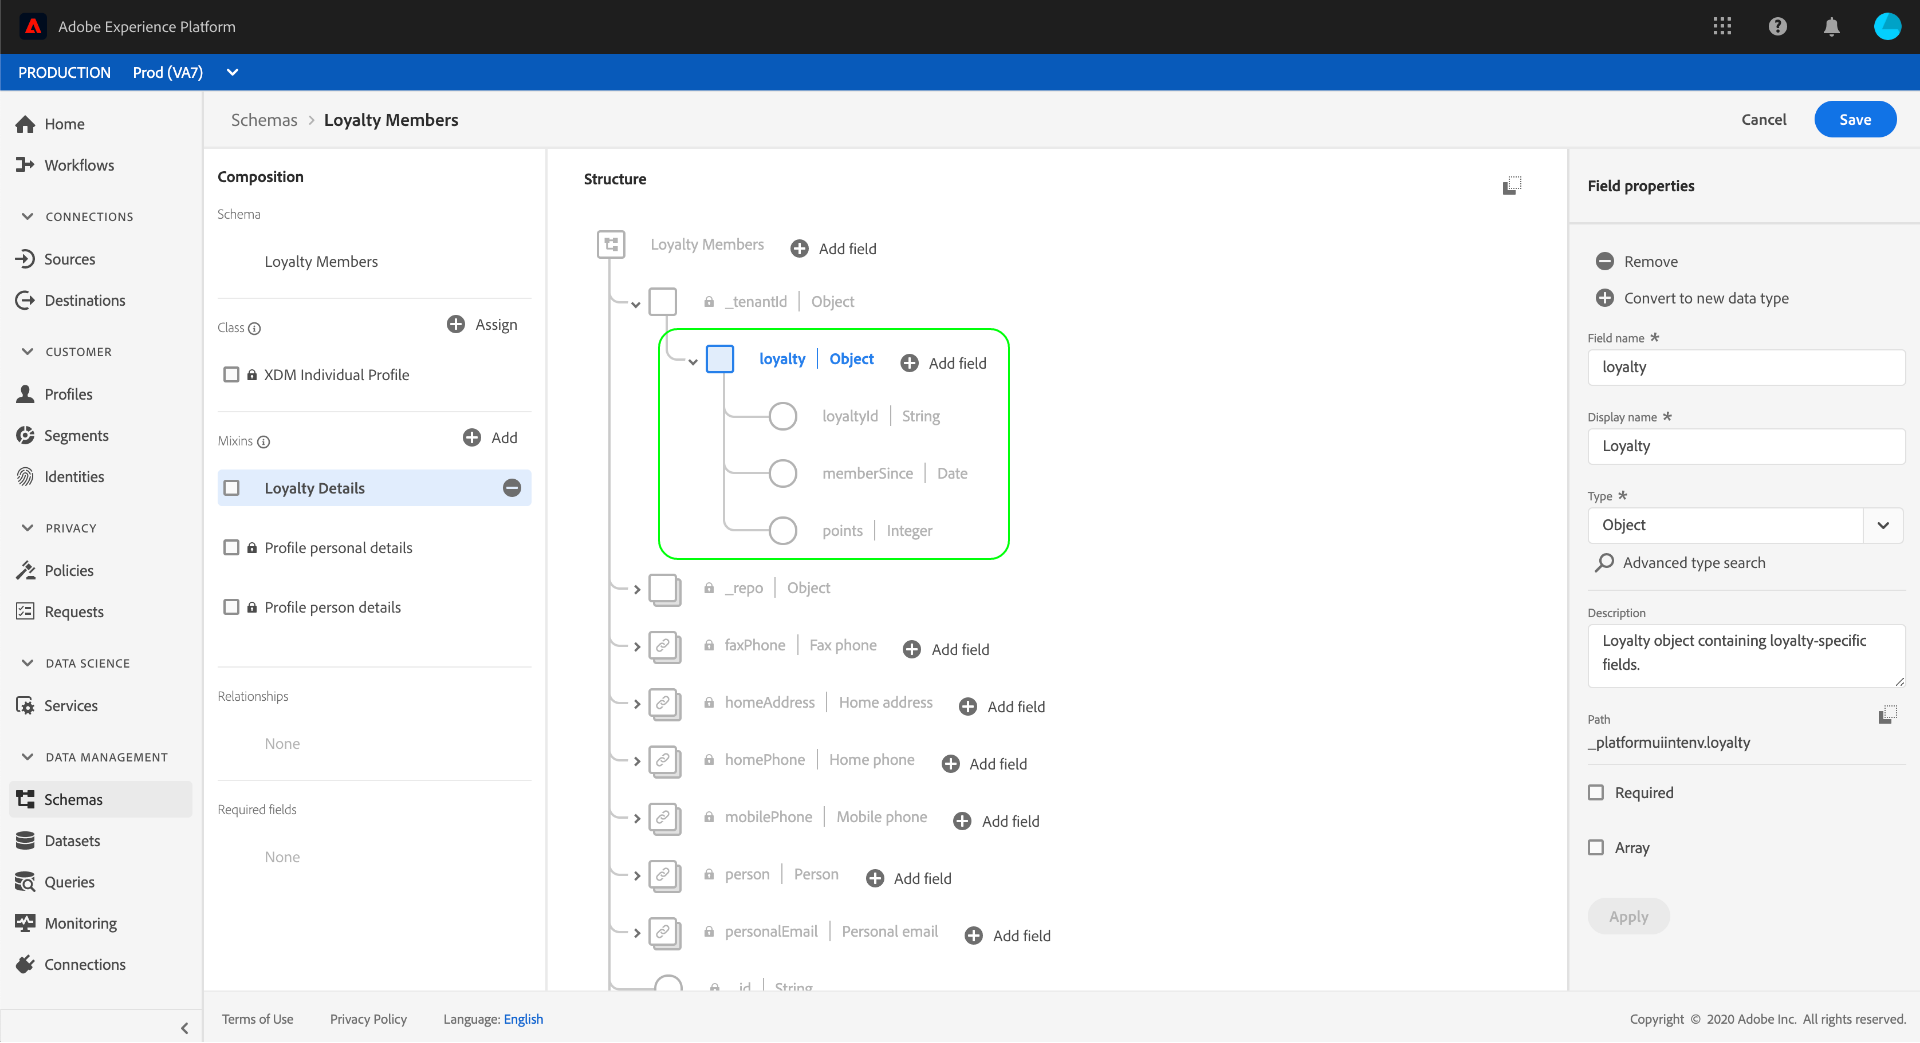 Adobe Experience Platform
PRODUCTION Prod (VA7)
Home
Workflows
CONNECTIONS
Sources
Destinations
CUSTOMER
Profiles
Segments
Identities
PRIVACY
Policies
Requests
DATA SCIENCE
Services
DATA MANAGEMENT
Schemas
Datasets
Queries
Monitoring
Connections
Schemas > Loyalty Members
Cancel
Save
Composition
Schema
Loyalty Members
Class
Assign
XDM Individual Profile
Mixins
Add
Loyalty Details
Profile personal details
Profile person details
Relationships
None
Required fields
None
Structure
Loyalty Members Add field
_tenantId | Object
loyalty | Object Add field
loyaltyId | String
memberSince | Date
points | Integer
_repo | Object
faxPhone | Fax phone Add field
homeAddress | Home address Add field
homePhone | Home phone Add field
mobilePhone | Mobile phone Add field
person | Person Add field
personalEmail | Personal email Add field
_id | String
Field properties
Remove
Convert to new data type
Field name *
loyalty
Display name *
Loyalty
Type *
Object
Advanced type search
Description
Loyalty object containing loyalty-specific
fields.
Path
_platformuiintenv.loyalty
Required
Array
Apply
Terms of Use Privacy Policy Language: English
Copyright © 2020 Adobe Inc. All rights reserved.